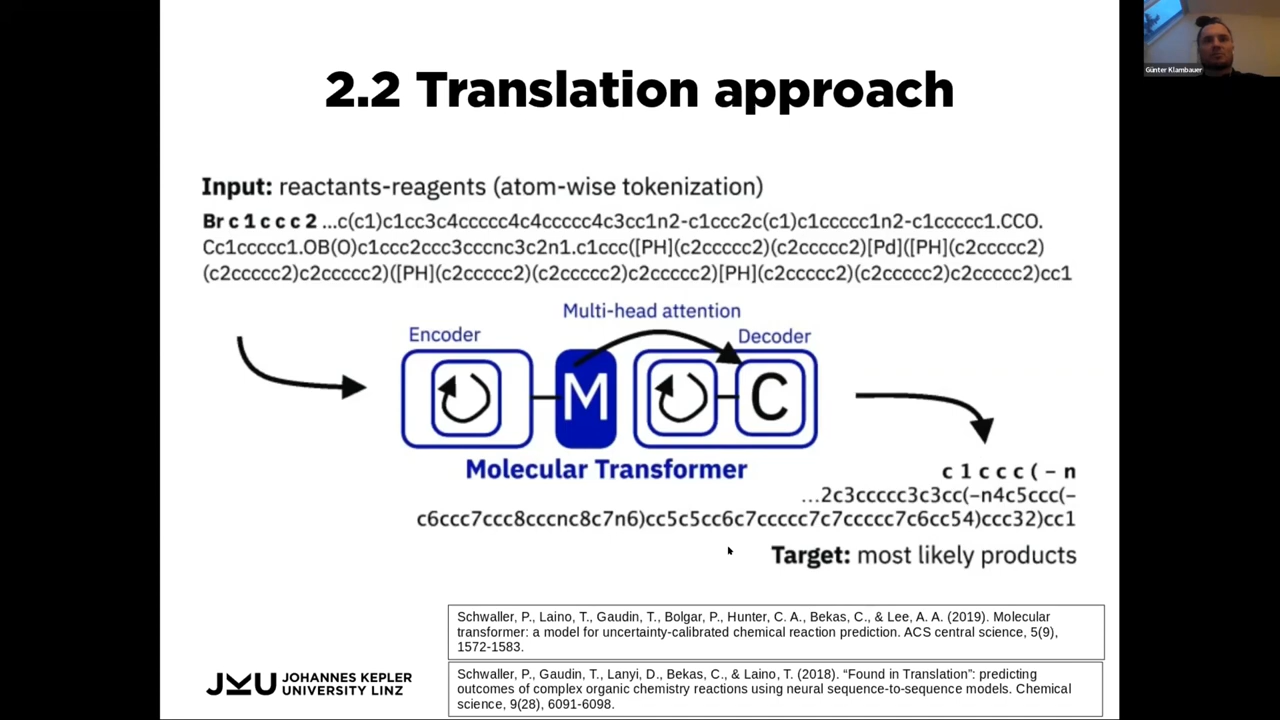 2.2 Translation approach
Günter Klambauer
Input: reactants-reagents (atom-wise tokenization)
Br c 1 c c c 2 ...c(c1)c1cc3c4ccccc4c4ccccc4c3cc1n2-c1ccc2c(c1)c1ccccc1n2-c1ccccc1.CCO.
Cc1ccccc1.OB(O)c1ccc2ccc3cccnc3c2n1.c1ccc([PH](c2ccccc2)(c2ccccc2)[Pd]([PH](c2ccccc2)
(c2ccccc2)c2ccccc2)([PH](c2ccccc2)(c2ccccc2)c2ccccc2)[PH](c2ccccc2)(c2ccccc2)c2ccccc2)cc1
Multi-head attention
Encoder
Decoder
M
C
Molecular Transformer
c 1 c c c ( – n
...2c3ccccc3c3cc(–n4c5ccc(–
c6ccc7ccc8cccnc8c7n6)cc5c5cc6c7ccccc7c7ccccc7c6cc54)ccc32)cc1
Target: most likely products
Schwaller, P., Laino, T., Gaudin, T., Bolgar, P., Hunter, C. A., Bekas, C., & Lee, A. A. (2019). Molecular
transformer: a model for uncertainty-calibrated chemical reaction prediction. ACS central science, 5(9),
1572-1583.
Schwaller, P., Gaudin, T., Lanyi, D., Bekas, C., & Laino, T. (2018). “Found in Translation”: predicting
outcomes of complex organic chemistry reactions using neural sequence-to-sequence models. Chemical
science, 9(28), 6091-6098.
JKU JOHANNES KEPLER
UNIVERSITY LINZ